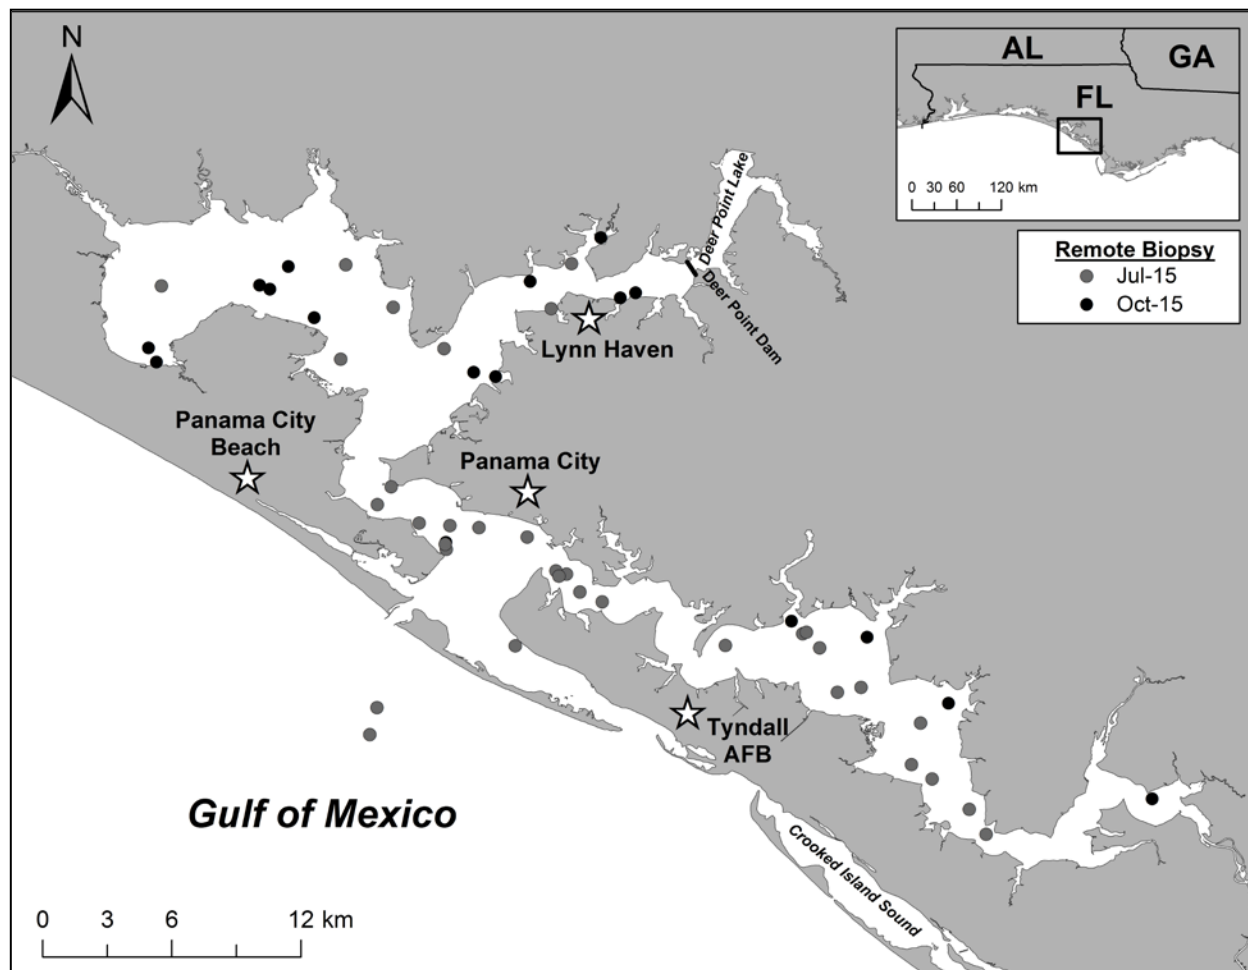 N
AL
GA
FL
0 30 60 120 km
Remote Biopsy
Jul-15
Oct-15
Deer Point Lake
Deer Point Dam
Lynn Haven
Panama City
Beach
Panama City
Tyndall
AFB
Gulf of Mexico
Crooked Island Sound
0 3 6 12 km